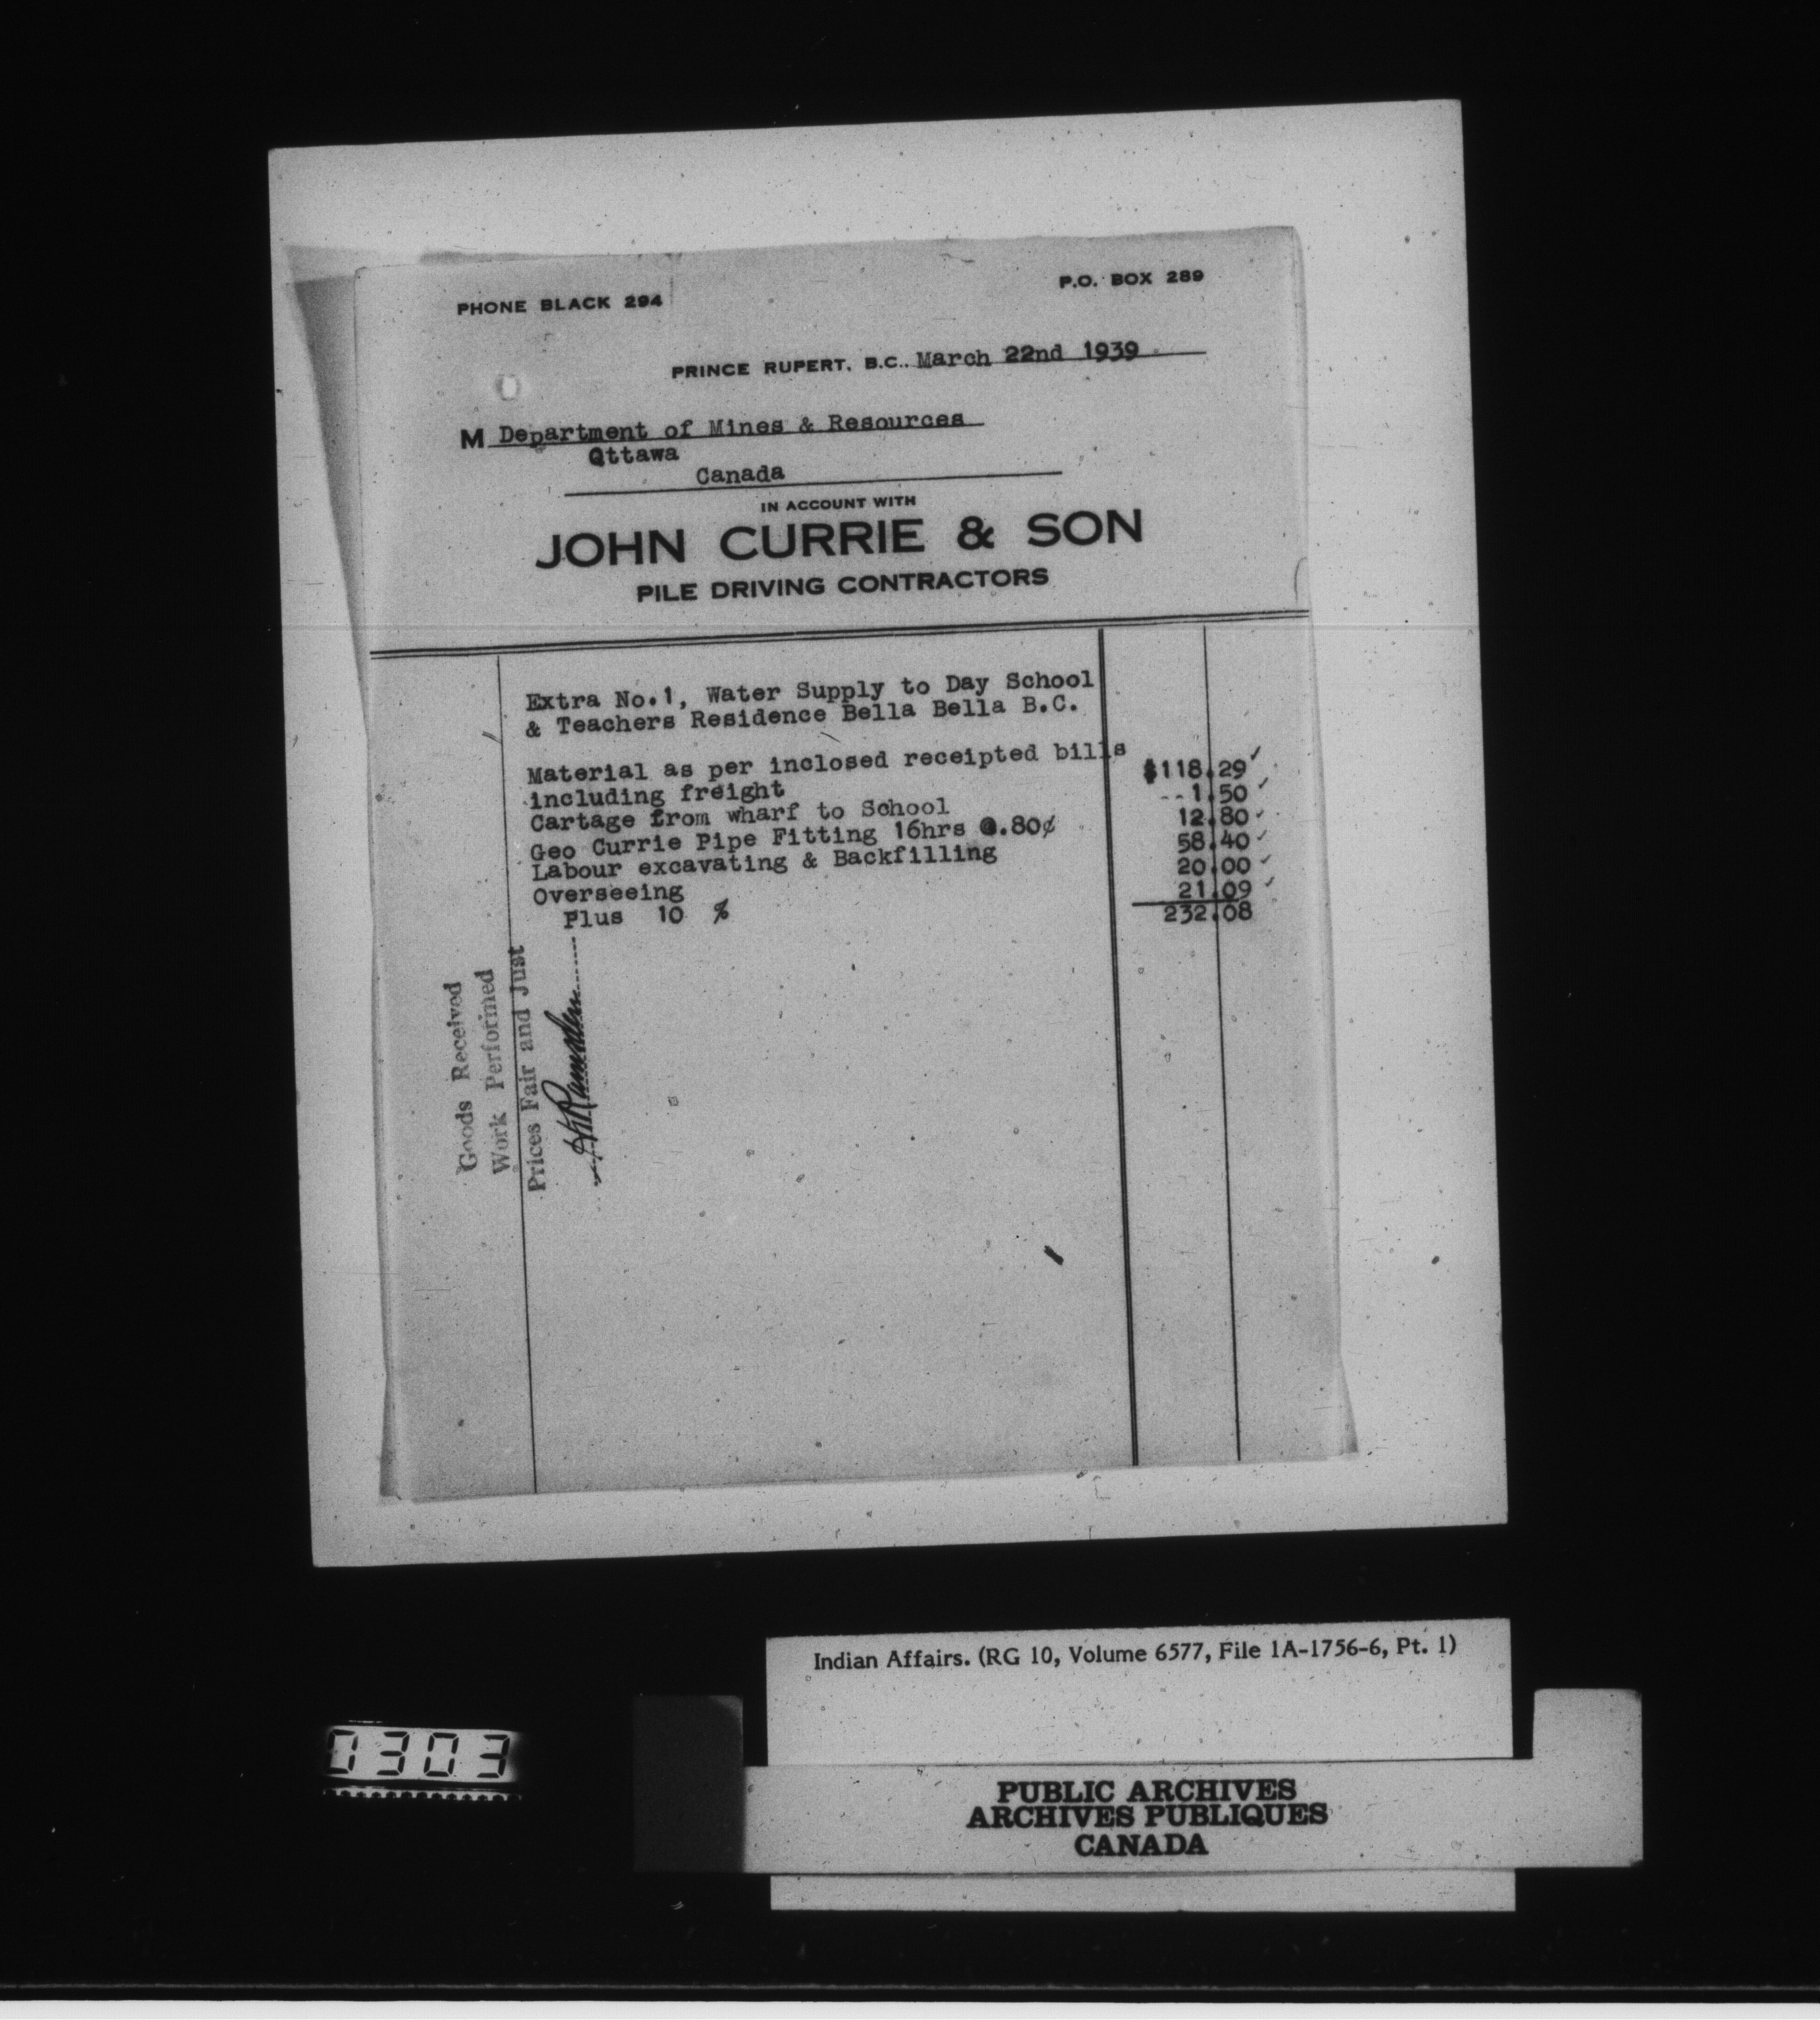 PHONE BLACK 294
P.O. BOX 289
PRINCE RUPERT, B.C.. March 22nd 1939.
M Department of Mines & Resources
Ottawa
Canada
IN ACCOUNT WITH
JOHN CURRIE & SON
PILE DRIVING CONTRACTORS
Extra No.1, Water Supply to Day School
& Teachers Residence Bella Bella B.C.
Material as per inclosed receipted bills
including freight $118.29
Cartage from wharf to School --1.50
Geo Currie Pipe Fitting 16hrs @.80¢ 12.80
Labour excavating & Backfilling 58.40
Overseeing 20.00
Plus 10 % 21.09
232.08
Goods Received
Work Performed
Prices Fair and Just
Indian Affairs. (RG 10, Volume 6577, File 1A-1756-6, Pt. 1)
0303
PUBLIC ARCHIVES
ARCHIVES PUBLIQUES
CANADA